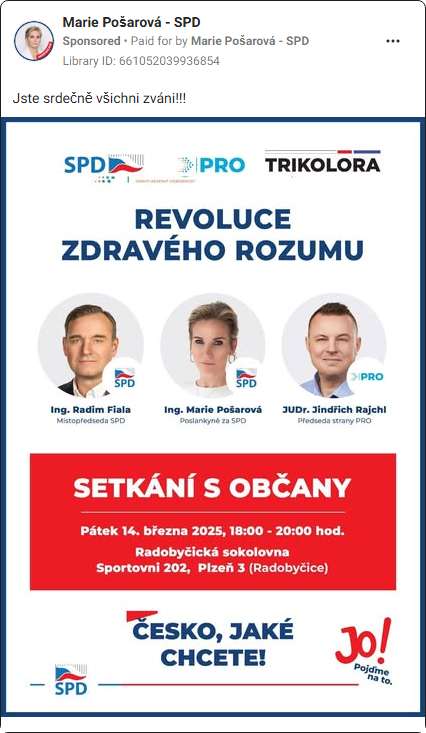 Marie Pošarová - SPD
Sponsored • Paid for by Marie Pošarová - SPD
Library ID: 661052039936854
Jste srdečně všichni zváni!!!
SPD PRO TRIKOLORA
REVOLUCE
ZDRAVÉHO ROZUMU
SPD SPD PRO
Ing. Radim Fiala Ing. Marie Pošarová JUDr. Jindřich Rajchl
Místopředseda SPD Poslankyně za SPD Předseda strany PRO
SETKÁNÍ S OBČANY
Pátek 14. března 2025, 18:00 - 20:00 hod.
Radobyčická sokolovna
Sportovni 202, Plzeň 3 (Radobyčice)
ČESKO, JAKÉ
CHCETE!
Jo!
Pojďme
na to.
SPD